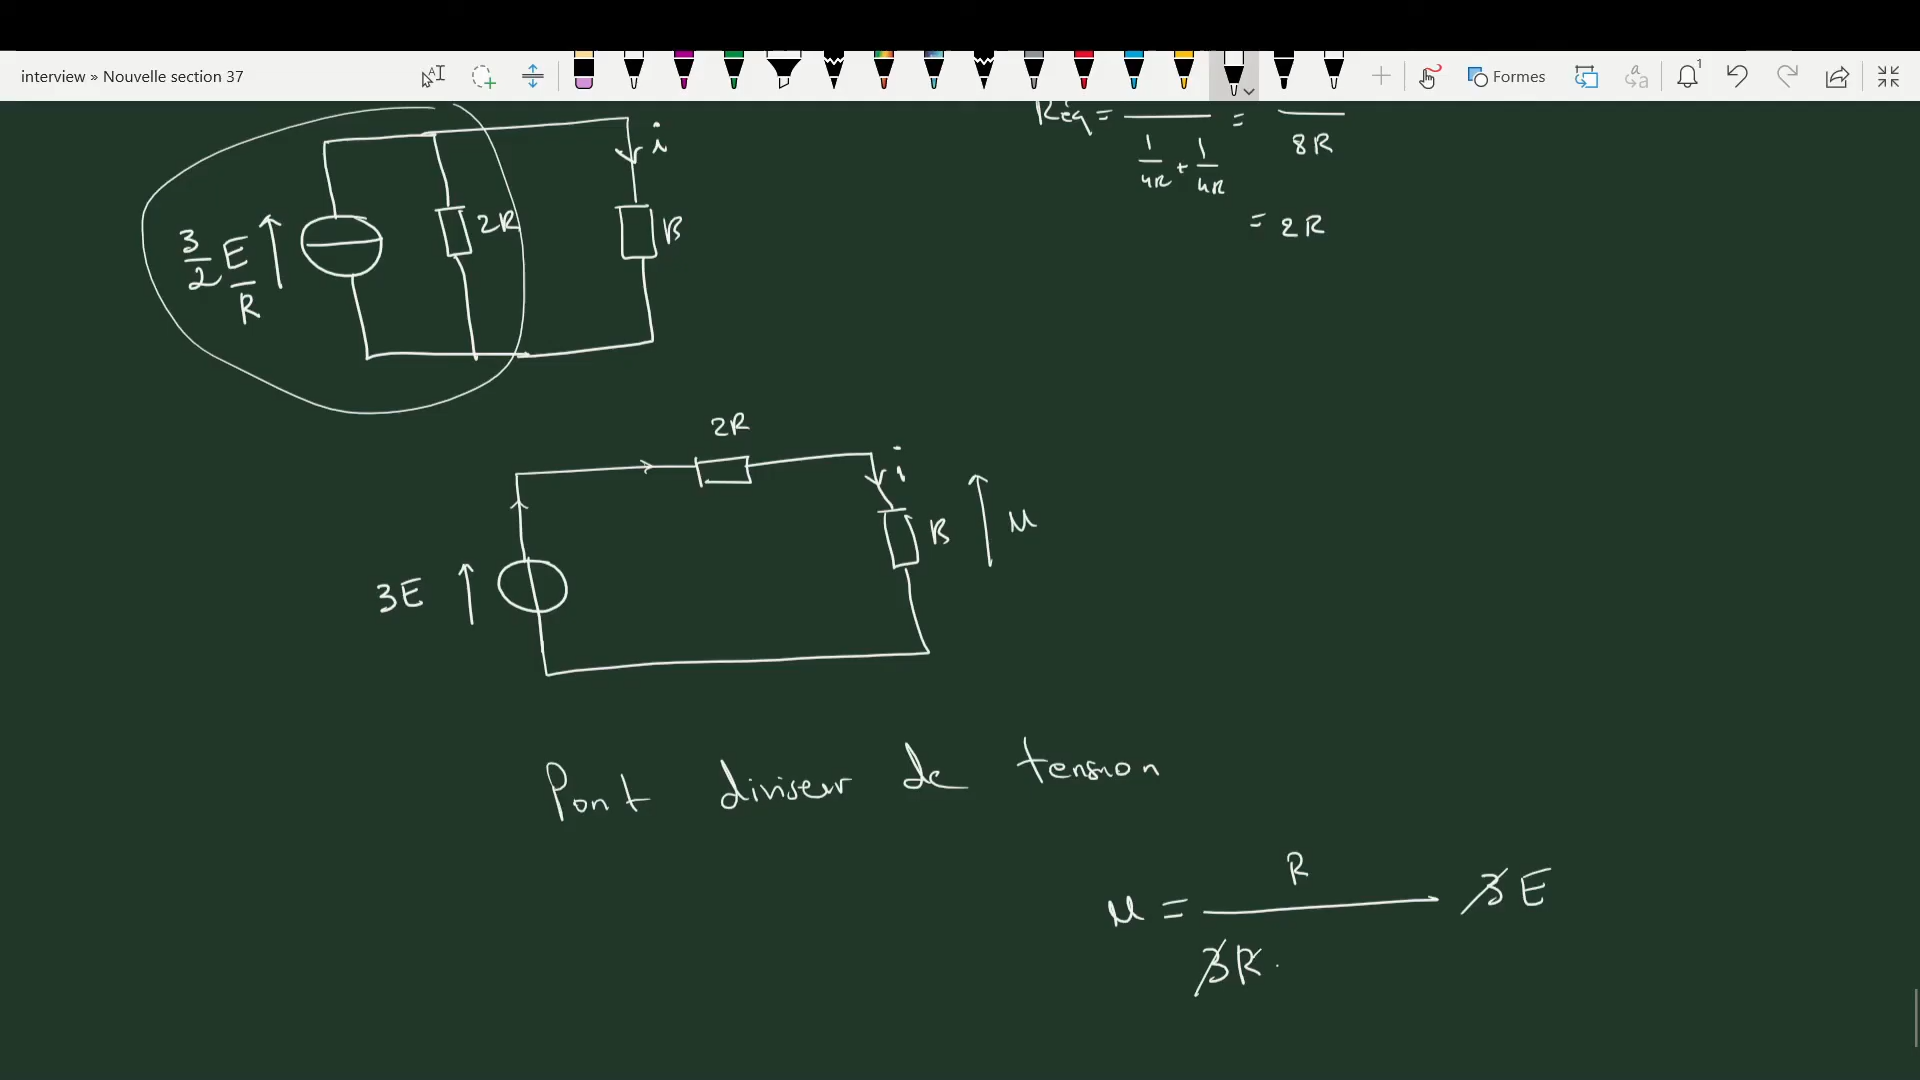 interview » Nouvelle section 37
Formes
1
Réq = 1/4R + 1/4R = 8R
= 2R
i
3/2 E/R
2R
R
2R
i
3E
R
u
Pont diviseur de tension
u = R 3E
3R